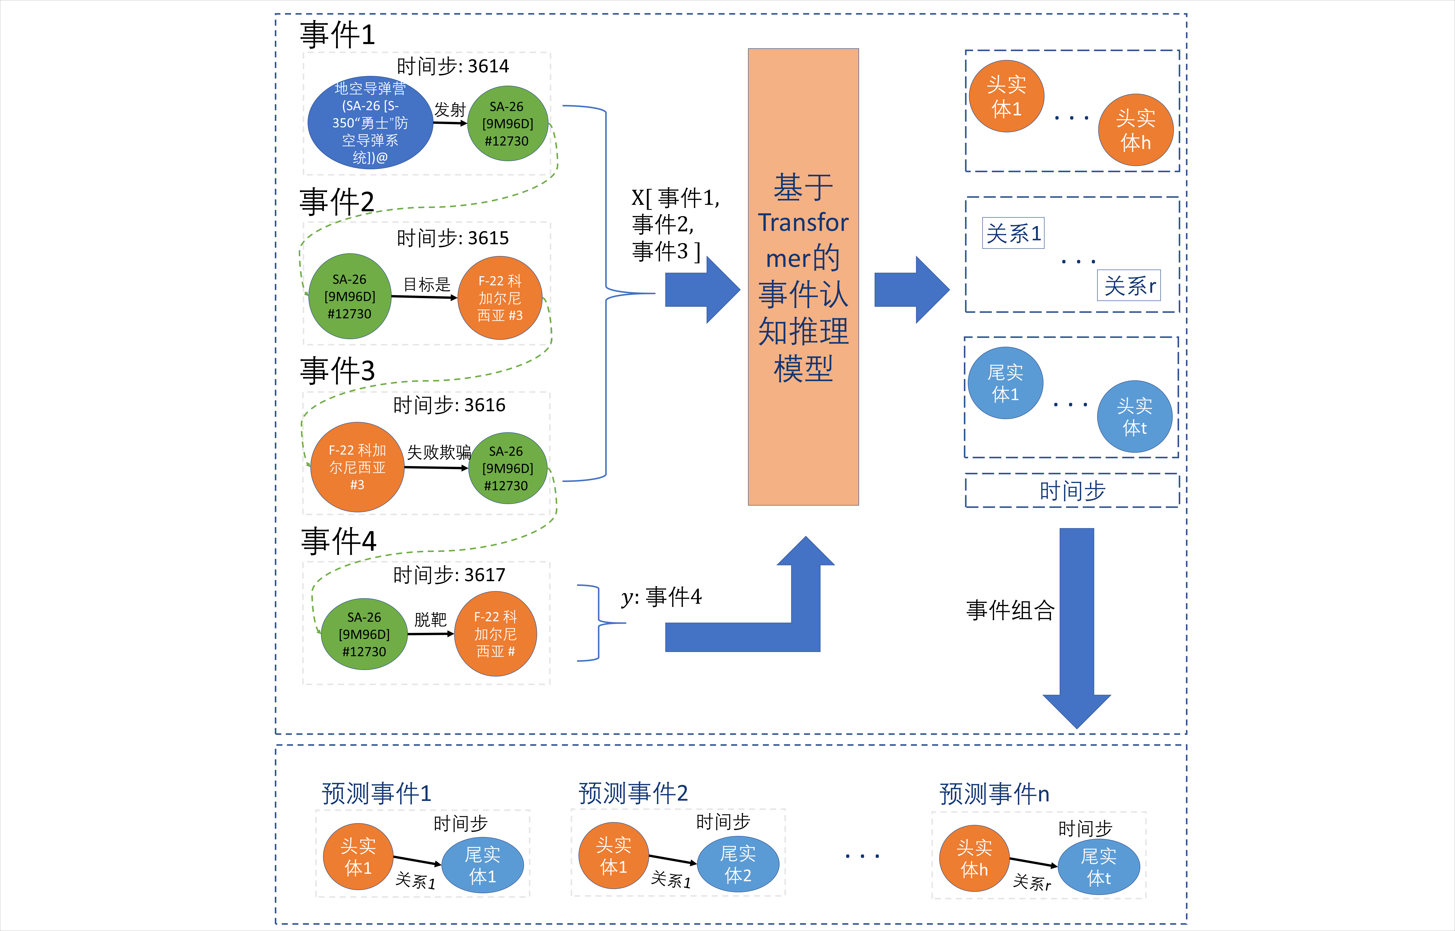 事件1
时间步: 3614
地空导弹营
(SA-26 [S-
350“勇士”防
空导弹系
统])@
发射
SA-26
[9M96D]
#12730
事件2
时间步: 3615
SA-26
[9M96D]
#12730
目标是
F-22 科
加尔尼
西亚 #3
事件3
时间步: 3616
F-22 科加
尔尼西亚
#3
失败欺骗
SA-26
[9M96D]
#12730
事件4
时间步: 3617
SA-26
[9M96D]
#12730
脱靶
F-22 科
加尔尼
西亚 #
X[ 事件1,
事件2,
事件3 ]
y: 事件4
基于
Transfor
mer的
事件认
知推理
模型
头实
体1
...
头实
体h
关系1
...
关系r
尾实
体1
...
头实
体t
时间步
事件组合
预测事件1
时间步
头实
体1
关系1
尾实
体1
预测事件2
时间步
头实
体1
关系1
尾实
体2
...
预测事件n
时间步
头实
体h
关系r
尾实
体t